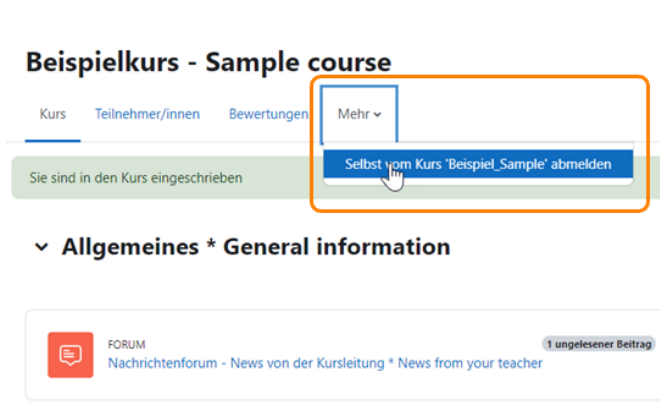 Beispielkurs - Sample course
Kurs Teilnehmer/innen Bewertungen Mehr
Selbst vom Kurs 'Beispiel_Sample' abmelden
Sie sind in den Kurs eingeschrieben
Allgemeines * General information
FORUM
1 ungelesener Beitrag
Nachrichtenforum - News von der Kursleitung * News from your teacher